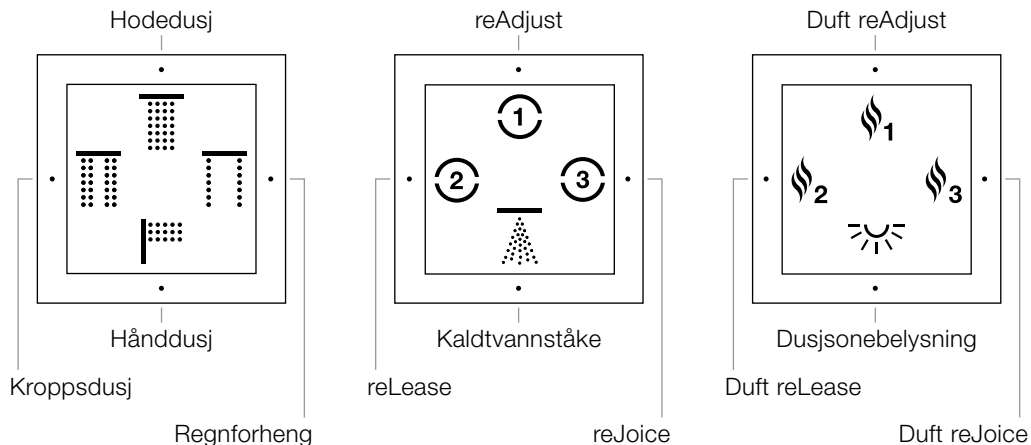 Hodedusj
reAdjust
Duft reAdjust
1
2
3
1
2
3
Hånddusj
Kaldtvannståke
Dusjsonebelysning
Kroppsdusj
reLease
Duft reLease
Regnforheng
reJoice
Duft reJoice